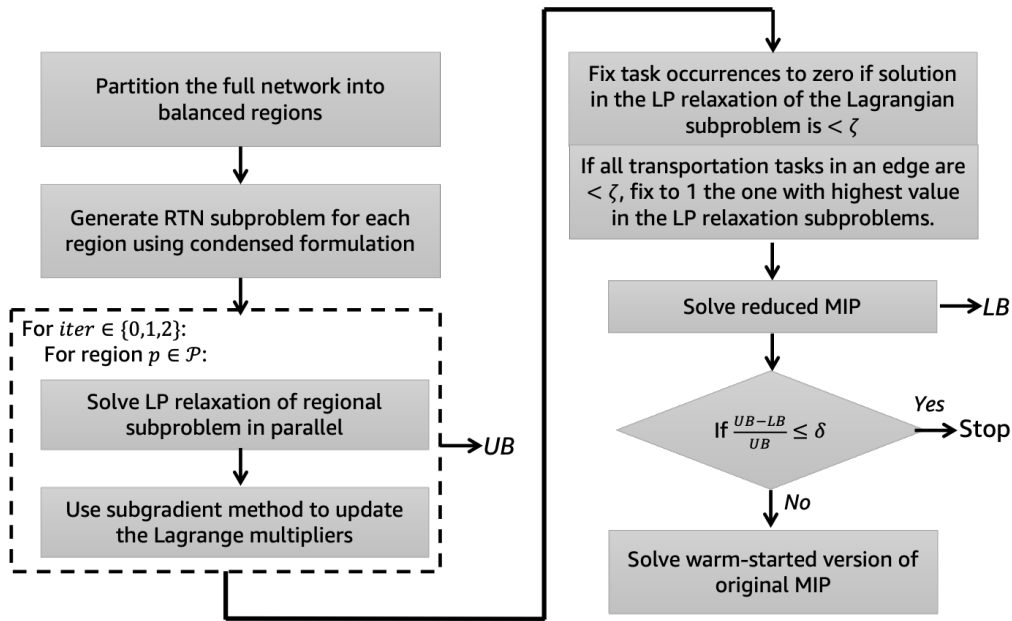 Partition the full network into
balanced regions
Generate RTN subproblem for each
region using condensed formulation
For iter ∈ {0,1,2}:
For region p ∈ 𝒫:
Solve LP relaxation of regional
subproblem in parallel
Use subgradient method to update
the Lagrange multipliers
UB
Fix task occurrences to zero if solution
in the LP relaxation of the Lagrangian
subproblem is < ζ
If all transportation tasks in an edge are
< ζ, fix to 1 the one with highest value
in the LP relaxation subproblems.
Solve reduced MIP
LB
If (UB−LB)/UB ≤ δ
Yes
Stop
No
Solve warm-started version of
original MIP